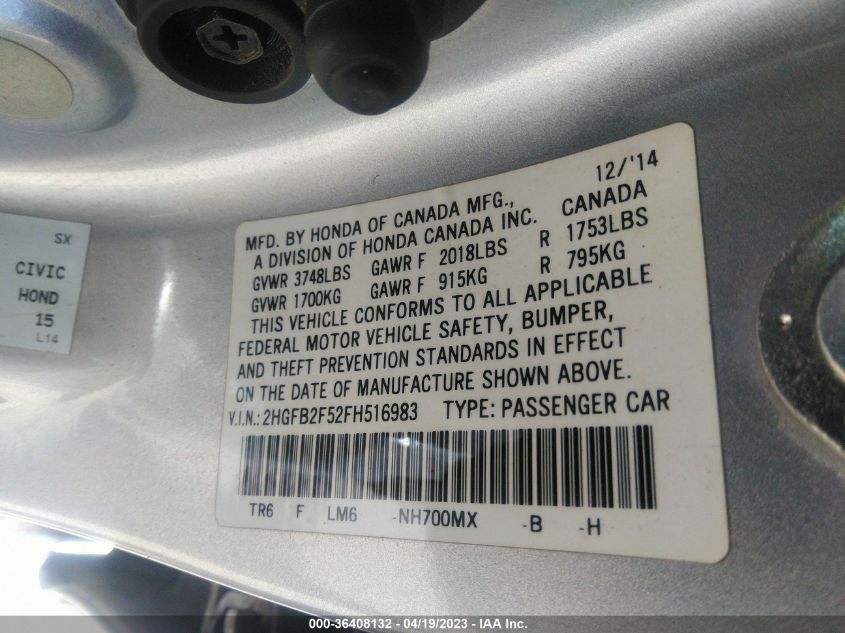 SX
CIVIC
HOND
15
L14
12/'14
MFD. BY HONDA OF CANADA MFG.,
A DIVISION OF HONDA CANADA INC. CANADA
GVWR 3748LBS GAWR F 2018LBS R 1753LBS
GVWR 1700KG GAWR F 915KG R 795KG
THIS VEHICLE CONFORMS TO ALL APPLICABLE
FEDERAL MOTOR VEHICLE SAFETY, BUMPER,
AND THEFT PREVENTION STANDARDS IN EFFECT
ON THE DATE OF MANUFACTURE SHOWN ABOVE.
V.I.N.: 2HGFB2F52FH516983 TYPE: PASSENGER CAR
TR6 F LM6 -NH700MX -B -H
000-36408132 - 04/19/2023 - IAA Inc.